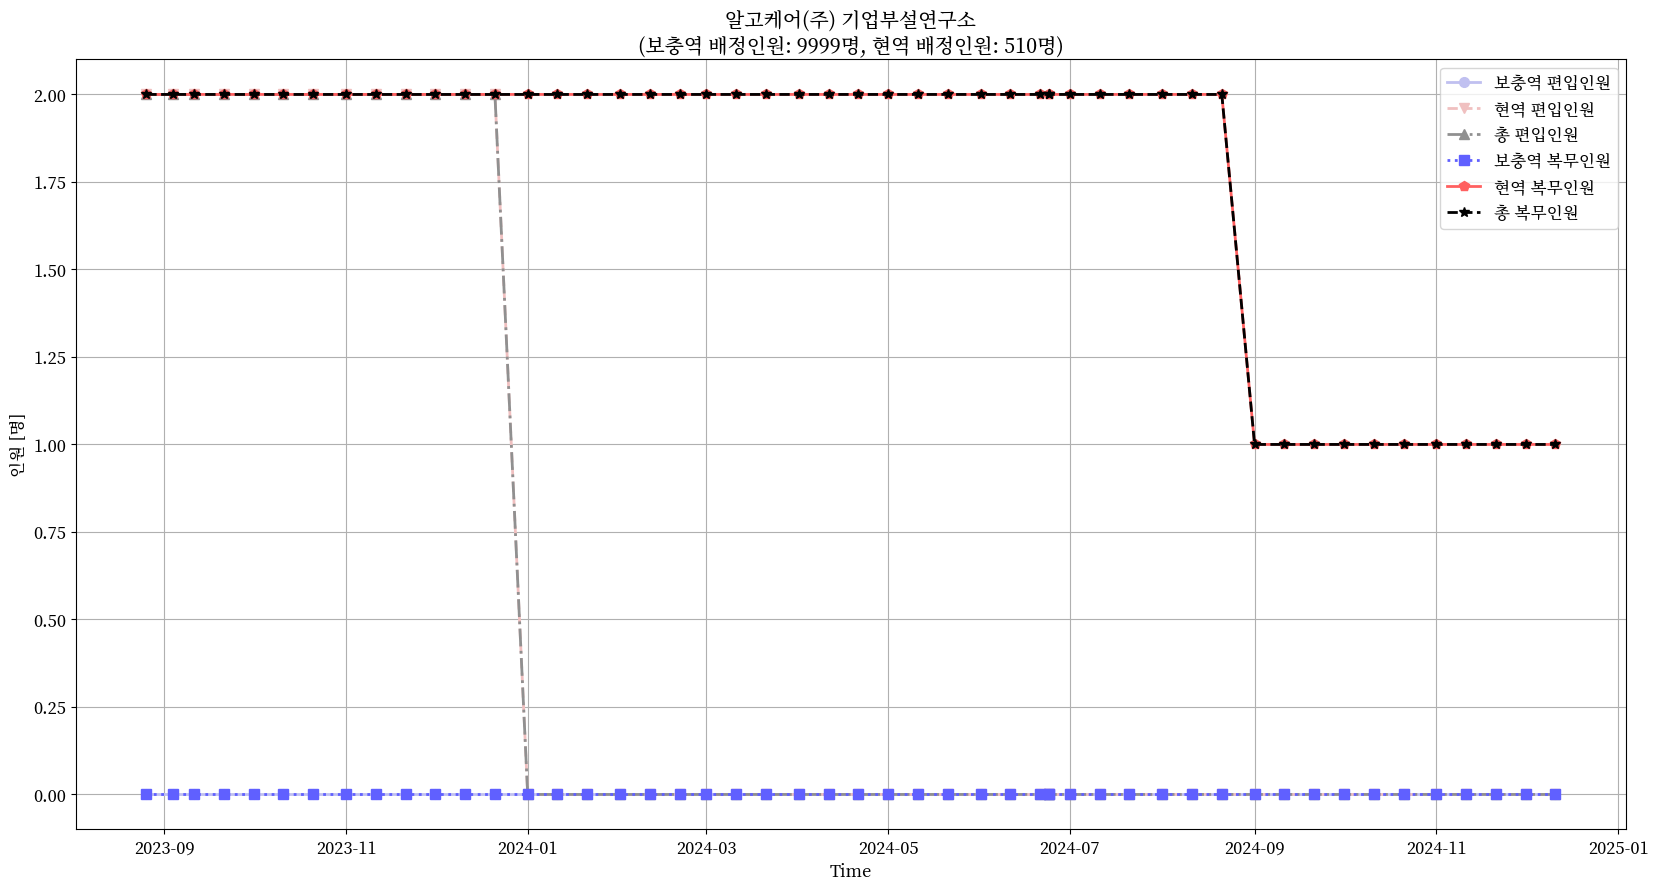 알고케어(주) 기업부설연구소
(보충역 배정인원: 9999명, 현역 배정인원: 510명)
보충역 편입인원
현역 편입인원
총 편입인원
보충역 복무인원
현역 복무인원
총 복무인원
2.00
1.75
1.50
1.25
1.00
0.75
0.50
0.25
0.00
인원 [명]
2023-09
2023-11
2024-01
2024-03
2024-05
2024-07
2024-09
2024-11
2025-01
Time